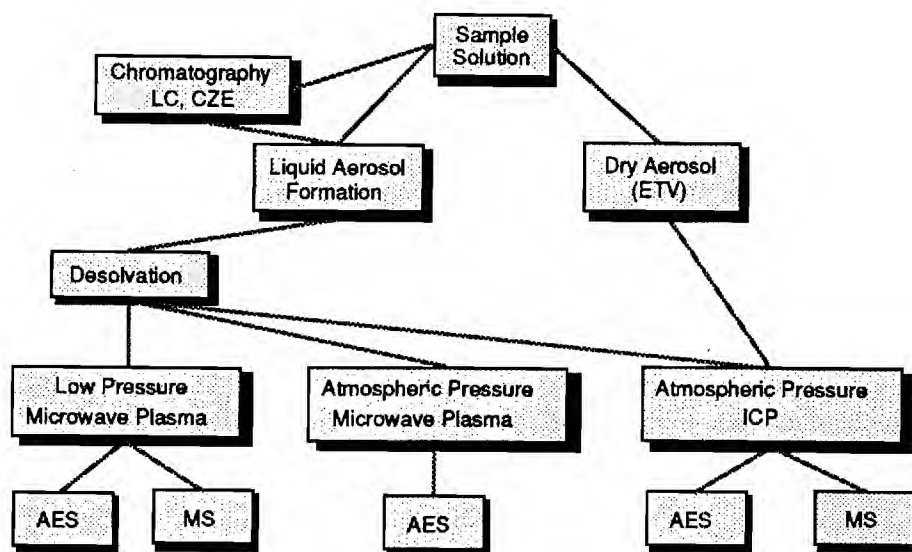 Sample
Solution
Chromatography
LC, CZE
Liquid Aerosol
Formation
Dry Aerosol
(ETV)
Desolvation
Low Pressure
Microwave Plasma
Atmospheric Pressure
Microwave Plasma
Atmospheric Pressure
ICP
AES
MS
AES
AES
MS